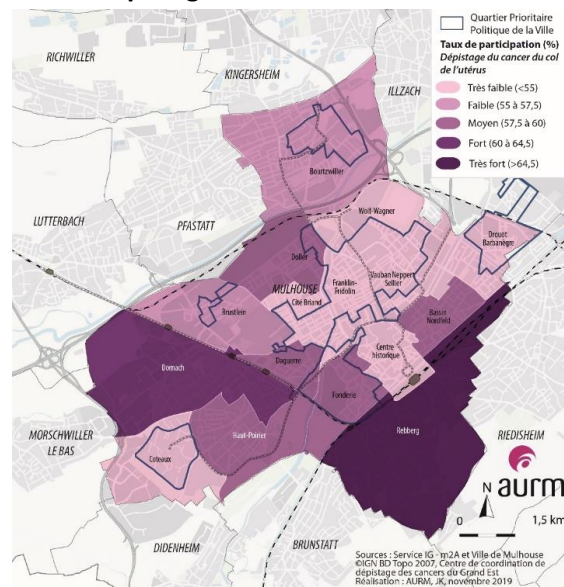 RICHWILLER
KINGERSHEIM
ILLZACH
Quartier Prioritaire
Politique de la Ville
Taux de participation (%)
Dépistage du cancer du col
de l'utérus
Très faible (<55)
Faible (55 à 57,5)
Moyen (57,5 à 60)
Fort (60 à 64,5)
Très fort (>64,5)
Bourtzwiller
LUTTERBACH
PFASTATT
Wolf-Wagner
Drouot
Barbanègre
Doller
MULHOUSE
Cité Briand
Franklin-
Fridolin
Vauban Neppert
Sellier
Brustlein
Bassin
Nordfeld
Centre
historique
Daguerre
Dornach
Fonderie
Haut-Poirier
Rebberg
MORSCHWILLER
LE BAS
Coteaux
RIEDISHEIM
aurm
N
0 1,5 km
DIDENHEIM
BRUNSTATT
Sources : Service IG - m2A et Ville de Mulhouse
©IGN BD Topo 2007, Centre de coordination de
dépistage des cancers du Grand Est
Réalisation : AURM, JK, novembre 2019